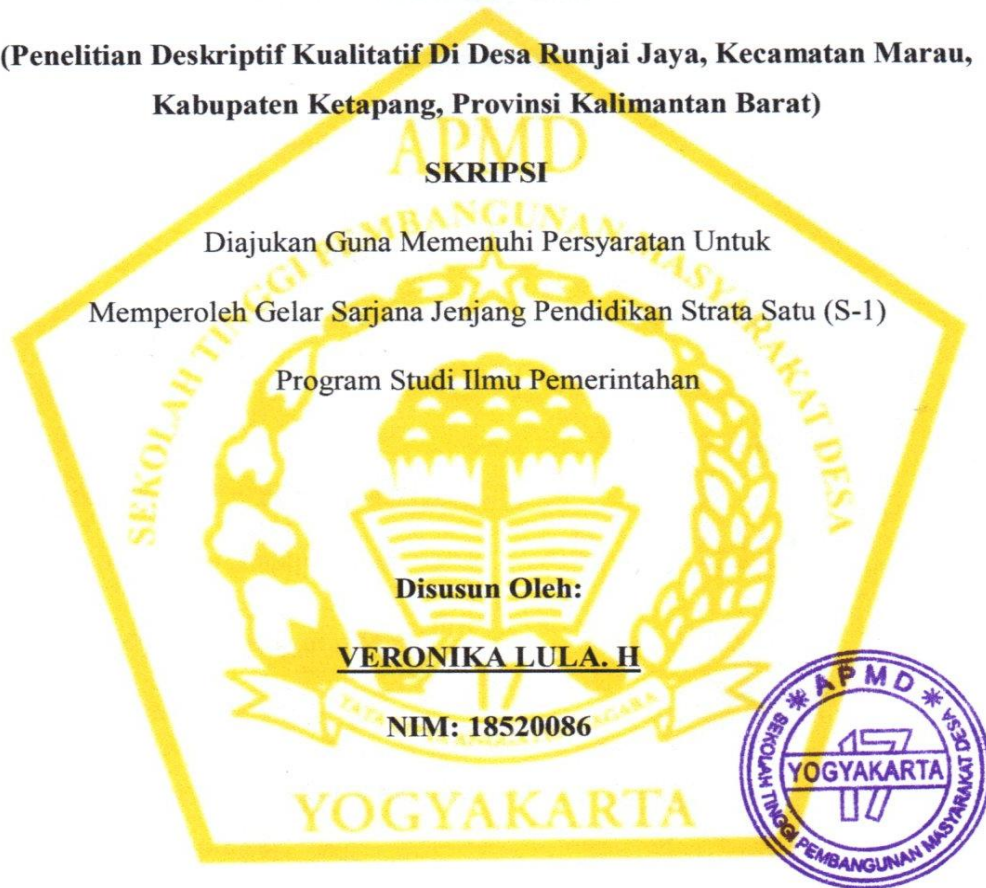 (Penelitian Deskriptif Kualitatif Di Desa Runjai Jaya, Kecamatan Marau,
Kabupaten Ketapang, Provinsi Kalimantan Barat)
APMD
SKRIPSI
SEKOLAH TINGGI PEMBANGUNAN MASYARAKAT DESA
Diajukan Guna Memenuhi Persyaratan Untuk
Memperoleh Gelar Sarjana Jenjang Pendidikan Strata Satu (S-1)
Program Studi Ilmu Pemerintahan
Disusun Oleh:
VERONIKA LULA. H
NIM: 18520086
YOGYAKARTA
APMD
SEKOLAH TINGGI PEMBANGUNAN MASYARAKAT DESA
17
YOGYAKARTA